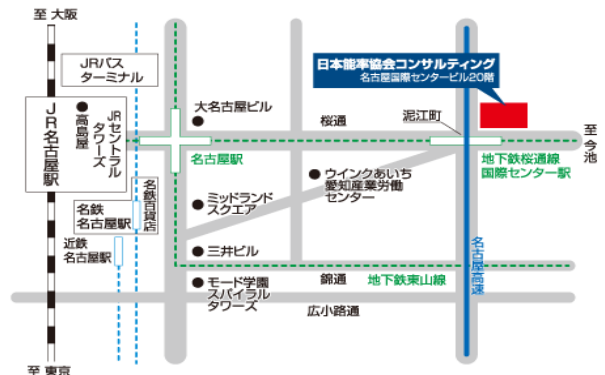 至 大阪
JRバス
ターミナル
JR名古屋駅
JRセントラル
タワーズ
高島屋
大名古屋ビル
桜通
日本能率協会コンサルティング
名古屋国際センタービル20階
泥江町
至 今池
名古屋駅
地下鉄桜通線
国際センター駅
ウインクあいち
愛知産業労働
センター
ミッドランド
スクエア
名鉄
名古屋駅
名鉄百貨店
近鉄
名古屋駅
三井ビル
名古屋高速
錦通
地下鉄東山線
モード学園
スパイラル
タワーズ
広小路通
至 東京